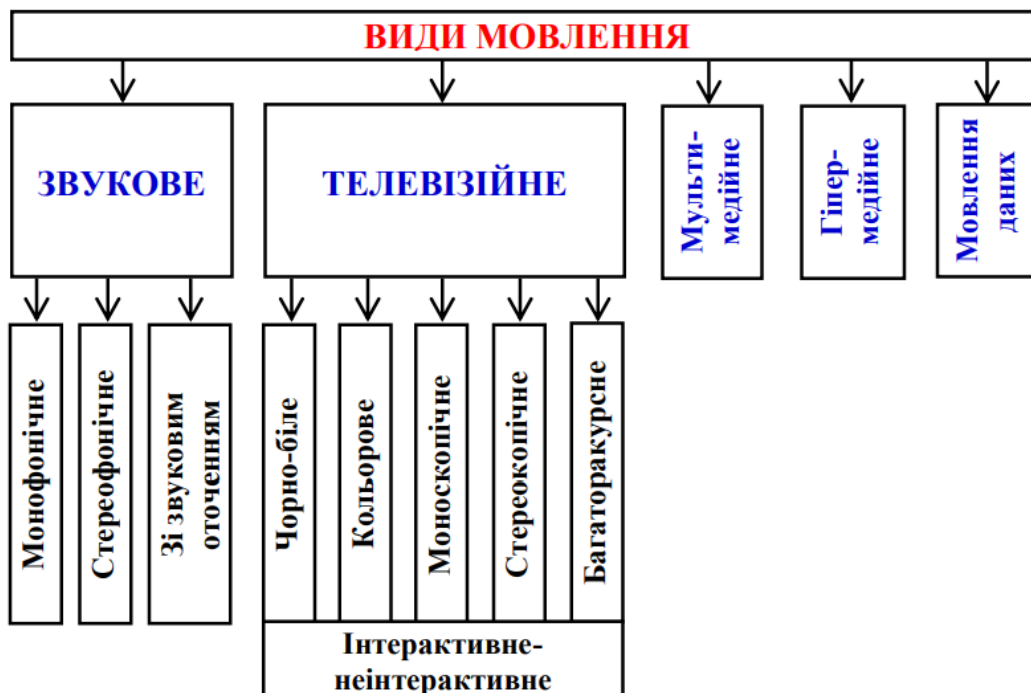 ВИДИ МОВЛЕННЯ
ЗВУКОВЕ
ТЕЛЕВІЗІЙНЕ
Мульти-
медійне
Гіпер-
медійне
Мовлення
даних
Монофонічне
Стереофонічне
Зі звуковим
оточенням
Чорно-біле
Кольорове
Моноскопічне
Стереокопічне
Багаторакурсне
Інтерактивне-
неінтерактивне